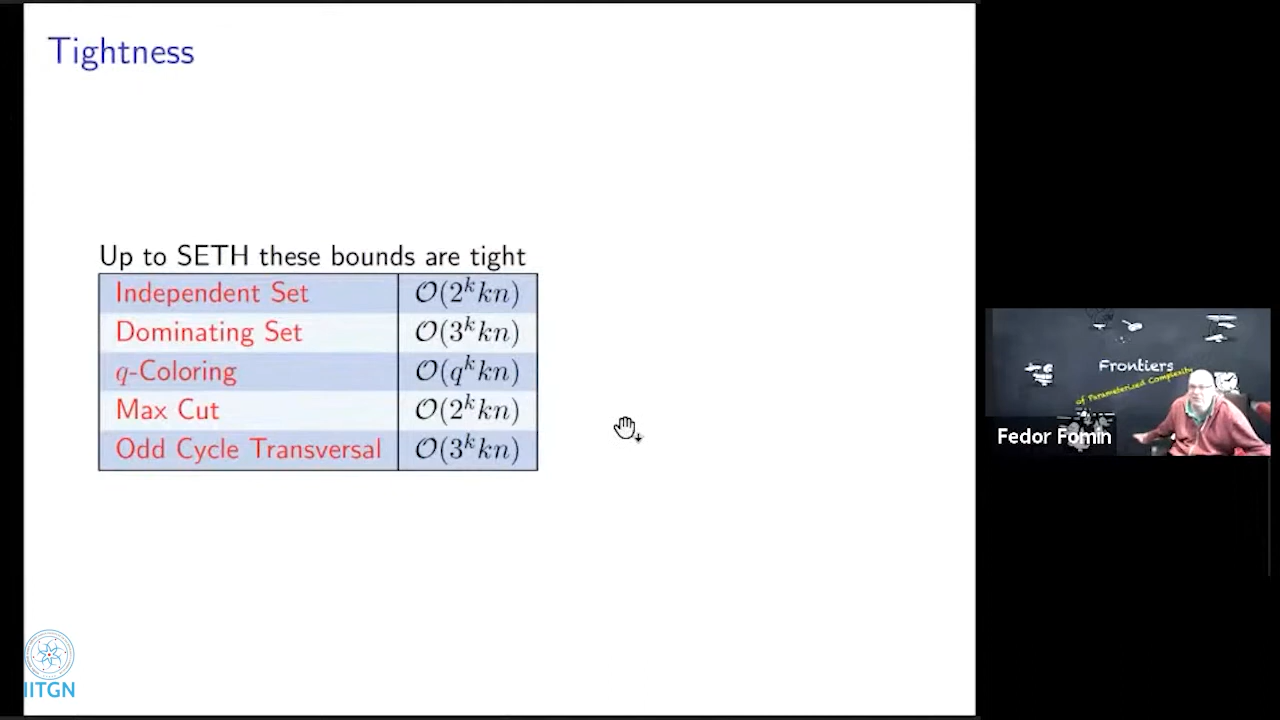 Tightness
Up to SETH these bounds are tight
Independent Set 𝒪(2^k kn)
Dominating Set 𝒪(3^k kn)
q-Coloring 𝒪(q^k kn)
Max Cut 𝒪(2^k kn)
Odd Cycle Transversal 𝒪(3^k kn)
Frontiers
of Parameterized Complexity
Fedor Fomin
IITGN